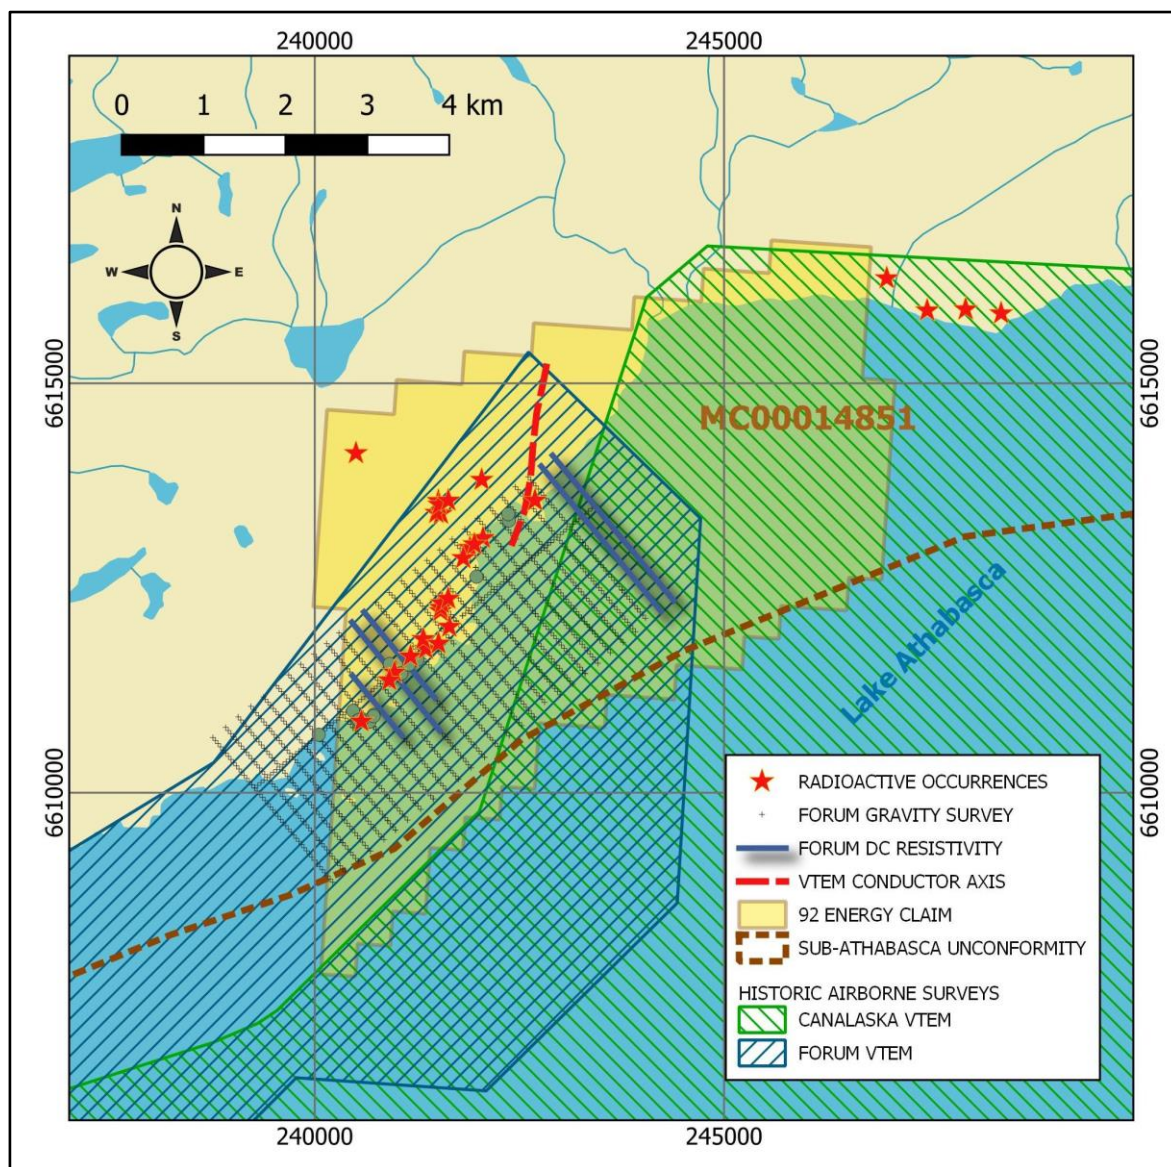 240000 245000
0 1 2 3 4 km
N
W E
S
6615000 6615000
MC00014851
Lake Athabasca
6610000 6610000
RADIOACTIVE OCCURRENCES
FORUM GRAVITY SURVEY
FORUM DC RESISTIVITY
VTEM CONDUCTOR AXIS
92 ENERGY CLAIM
SUB-ATHABASCA UNCONFORMITY
HISTORIC AIRBORNE SURVEYS
CANALASKA VTEM
FORUM VTEM
240000 245000